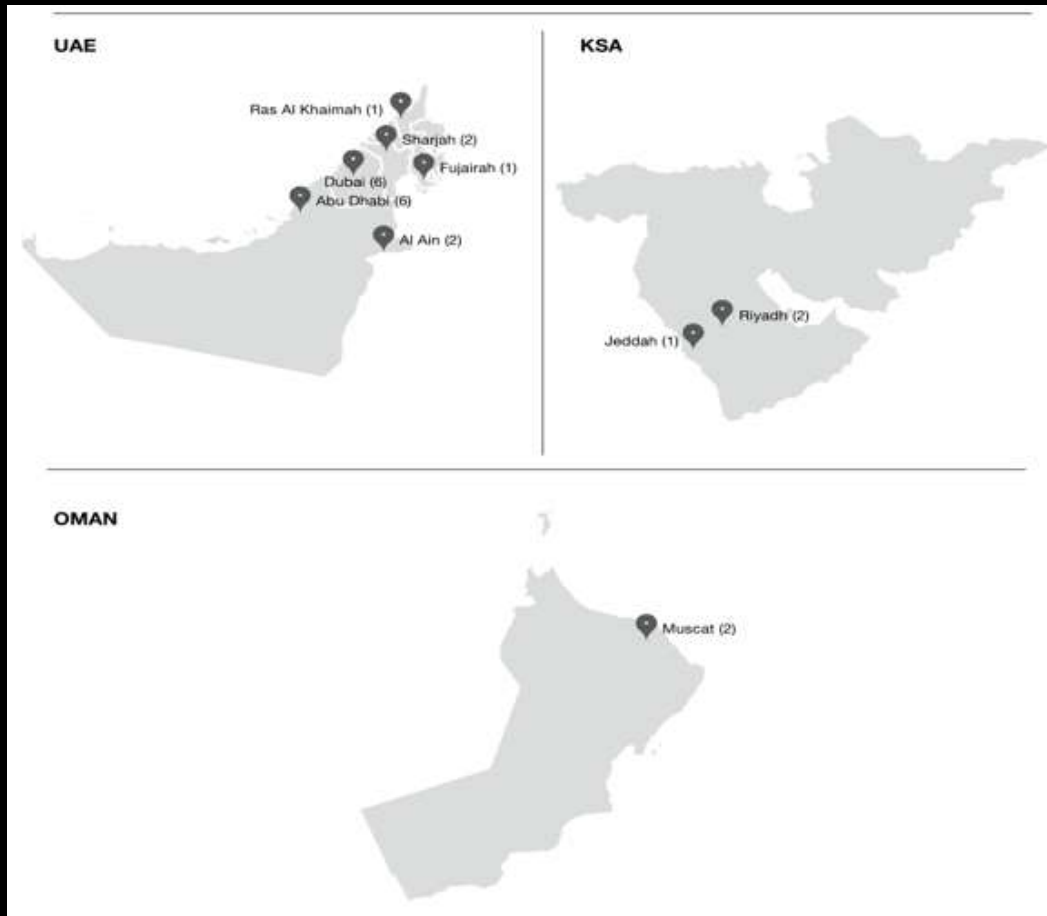 UAE
Ras Al Khaimah (1)
Sharjah (2)
Fujairah (1)
Dubai (6)
Abu Dhabi (6)
Al Ain (2)
KSA
Riyadh (2)
Jeddah (1)
OMAN
Muscat (2)